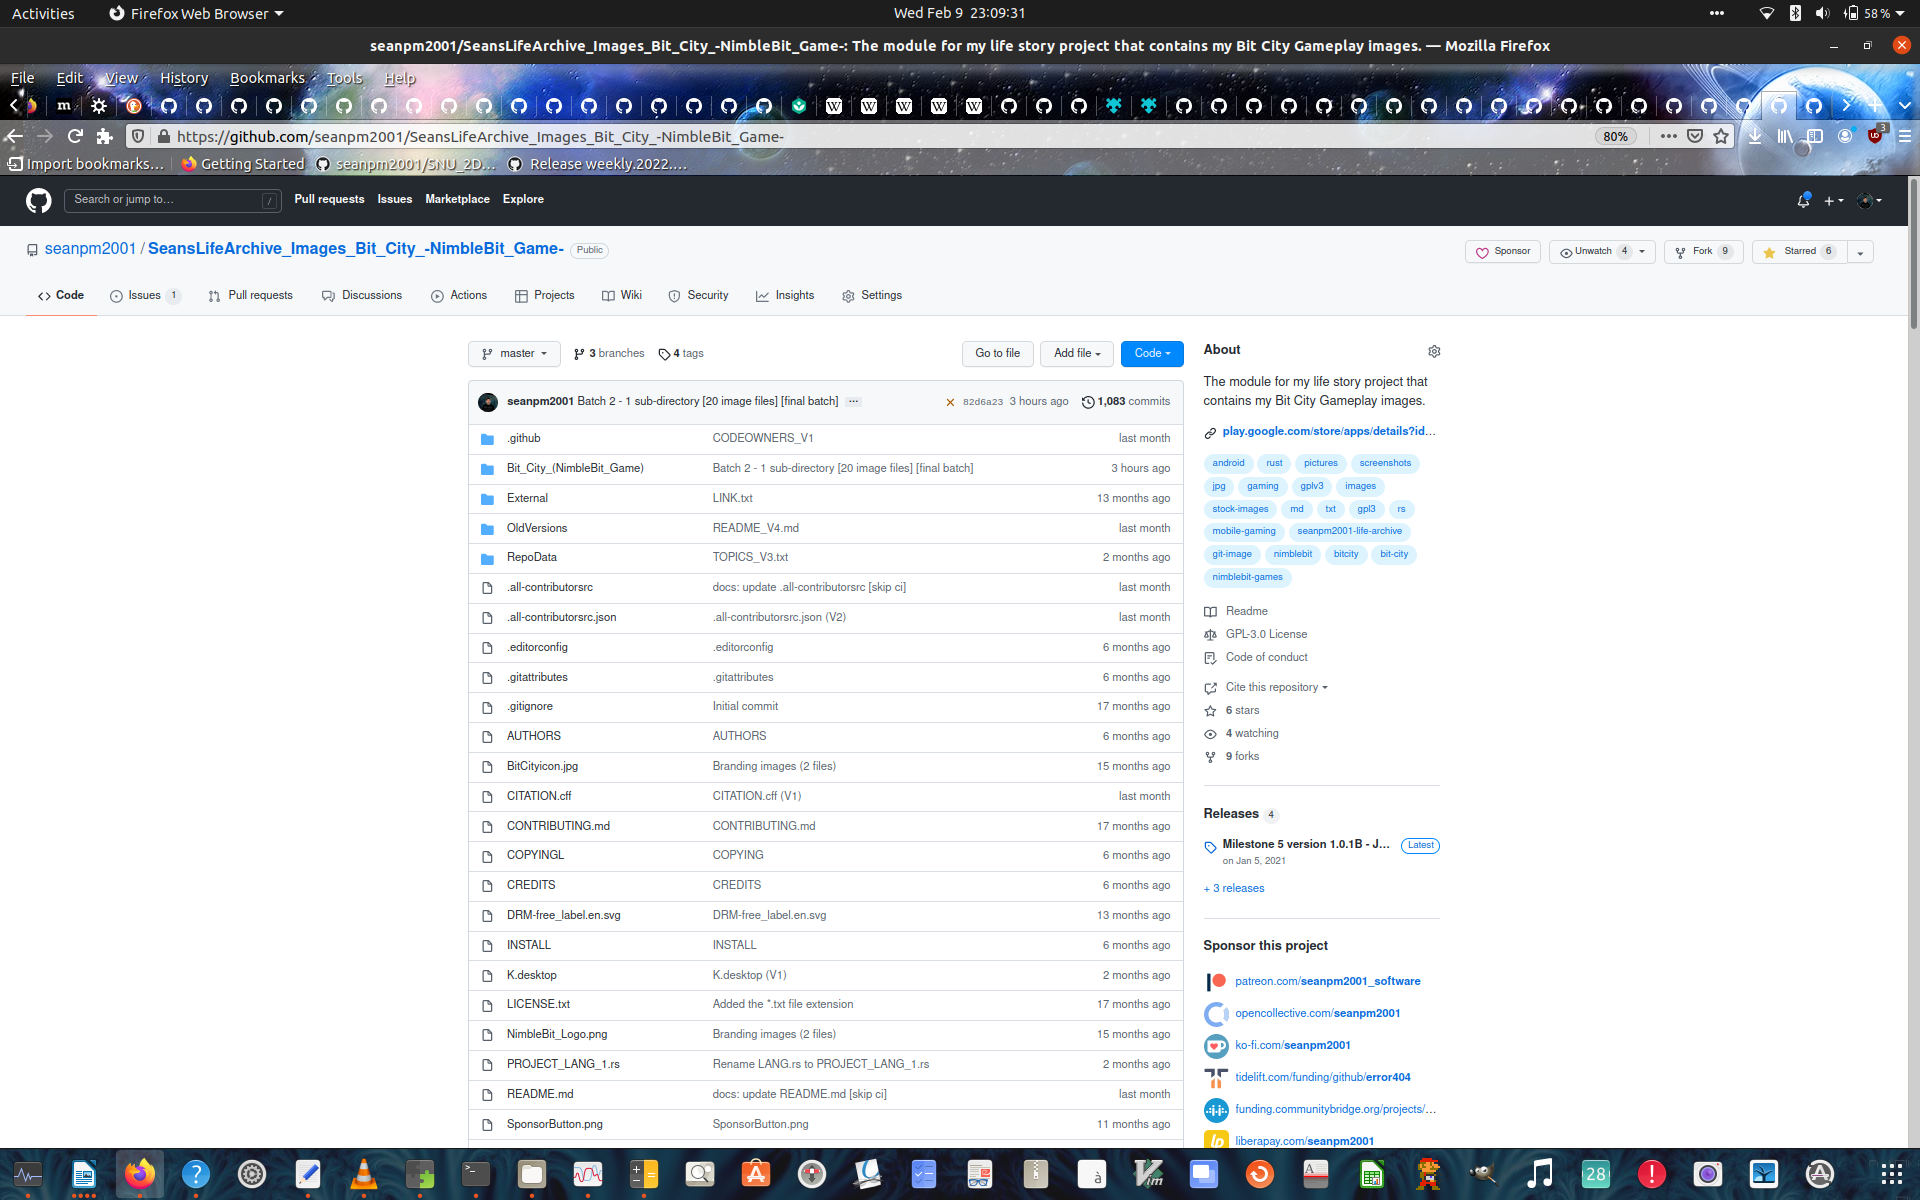 Activities
Firefox Web Browser
Wed Feb 9 23:09:31
58 %
seanpm2001/SeansLifeArchive_Images_Bit_City_-NimbleBit_Game-: The module for my life story project that contains my Bit City Gameplay images. — Mozilla Firefox
File Edit View History Bookmarks Tools Help
https://github.com/seanpm2001/SeansLifeArchive_Images_Bit_City_-NimbleBit_Game-
80%
3
Import bookmarks...
Getting Started
seanpm2001/SNU_2D...
Release weekly.2022....
Search or jump to...
/
Pull requests Issues Marketplace Explore
seanpm2001 / SeansLifeArchive_Images_Bit_City_-NimbleBit_Game- Public
Sponsor
Unwatch 4
Fork 9
Starred 6
Code
Issues 1
Pull requests
Discussions
Actions
Projects
Wiki
Security
Insights
Settings
master
3 branches
4 tags
Go to file
Add file
Code
seanpm2001 Batch 2 - 1 sub-directory [20 image files] [final batch] ...
82d6a23 3 hours ago
1,083 commits
.github CODEOWNERS_V1 last month
Bit_City_(NimbleBit_Game) Batch 2 - 1 sub-directory [20 image files] [final batch] 3 hours ago
External LINK.txt 13 months ago
OldVersions README_V4.md last month
RepoData TOPICS_V3.txt 2 months ago
.all-contributorsrc docs: update .all-contributorsrc [skip ci] last month
.all-contributorsrc.json .all-contributorsrc.json (V2) last month
.editorconfig .editorconfig 6 months ago
.gitattributes .gitattributes 6 months ago
.gitignore Initial commit 17 months ago
AUTHORS AUTHORS 6 months ago
BitCityicon.jpg Branding images (2 files) 15 months ago
CITATION.cff CITATION.cff (V1) last month
CONTRIBUTING.md CONTRIBUTING.md 17 months ago
COPYINGL COPYING 6 months ago
CREDITS CREDITS 6 months ago
DRM-free_label.en.svg DRM-free_label.en.svg 13 months ago
INSTALL INSTALL 6 months ago
K.desktop K.desktop (V1) 2 months ago
LICENSE.txt Added the *.txt file extension 17 months ago
NimbleBit_Logo.png Branding images (2 files) 15 months ago
PROJECT_LANG_1.rs Rename LANG.rs to PROJECT_LANG_1.rs 2 months ago
README.md docs: update README.md [skip ci] last month
SponsorButton.png SponsorButton.png 11 months ago
About
The module for my life story project that
contains my Bit City Gameplay images.
play.google.com/store/apps/details?id...
android rust pictures screenshots
jpg gaming gplv3 images
stock-images md txt gpl3 rs
mobile-gaming seanpm2001-life-archive
git-image nimblebit bitcity bit-city
nimblebit-games
Readme
GPL-3.0 License
Code of conduct
Cite this repository
6 stars
4 watching
9 forks
Releases 4
Milestone 5 version 1.0.1B - J... Latest
on Jan 5, 2021
+ 3 releases
Sponsor this project
patreon.com/seanpm2001_software
opencollective.com/seanpm2001
ko-fi.com/seanpm2001
tidelift.com/funding/github/error404
funding.communitybridge.org/projects/...
liberapay.com/seanpm2001
28